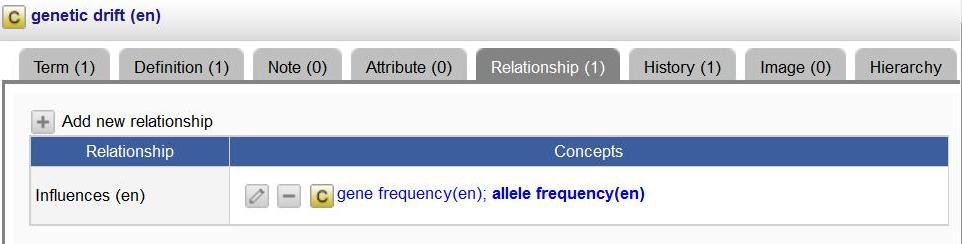 C genetic drift (en)
Term (1) Definition (1) Note (0) Attribute (0) Relationship (1) History (1) Image (0) Hierarchy
+ Add new relationship
Relationship Concepts
Influences (en) C gene frequency(en); allele frequency(en)